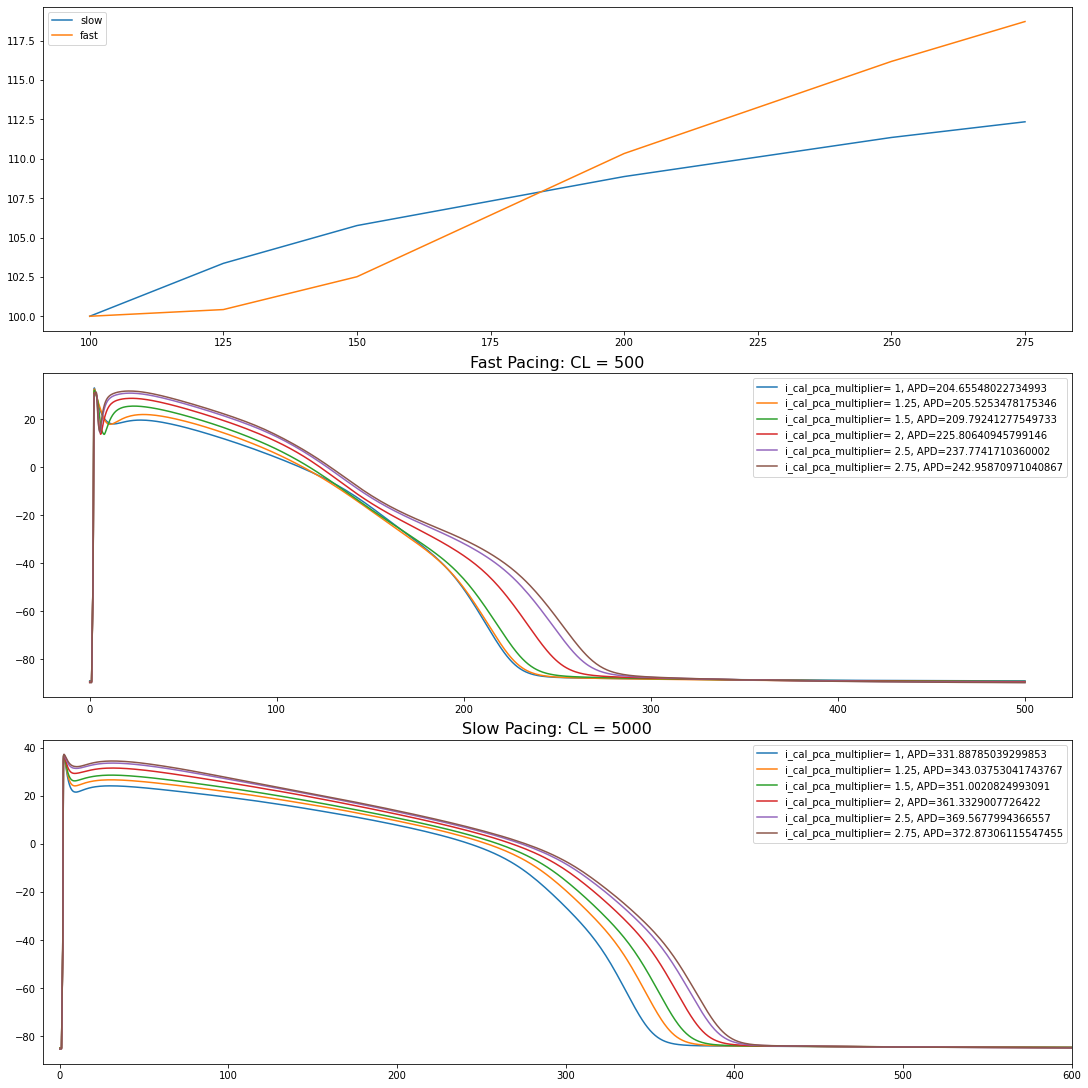 slow
fast
117.5
115.0
112.5
110.0
107.5
105.0
102.5
100.0
100 125 150 175 200 225 250 275
Fast Pacing: CL = 500
i_cal_pca_multiplier= 1, APD=204.65548022734993
i_cal_pca_multiplier= 1.25, APD=205.5253478175346
i_cal_pca_multiplier= 1.5, APD=209.79241277549733
i_cal_pca_multiplier= 2, APD=225.80640945799146
i_cal_pca_multiplier= 2.5, APD=237.7741710360002
i_cal_pca_multiplier= 2.75, APD=242.95870971040867
20
0
−20
−40
−60
−80
0 100 200 300 400 500
Slow Pacing: CL = 5000
i_cal_pca_multiplier= 1, APD=331.88785039299853
i_cal_pca_multiplier= 1.25, APD=343.03753041743767
i_cal_pca_multiplier= 1.5, APD=351.0020824993091
i_cal_pca_multiplier= 2, APD=361.3329007726422
i_cal_pca_multiplier= 2.5, APD=369.5677994366557
i_cal_pca_multiplier= 2.75, APD=372.87306115547455
40
20
0
−20
−40
−60
−80
0 100 200 300 400 500 600